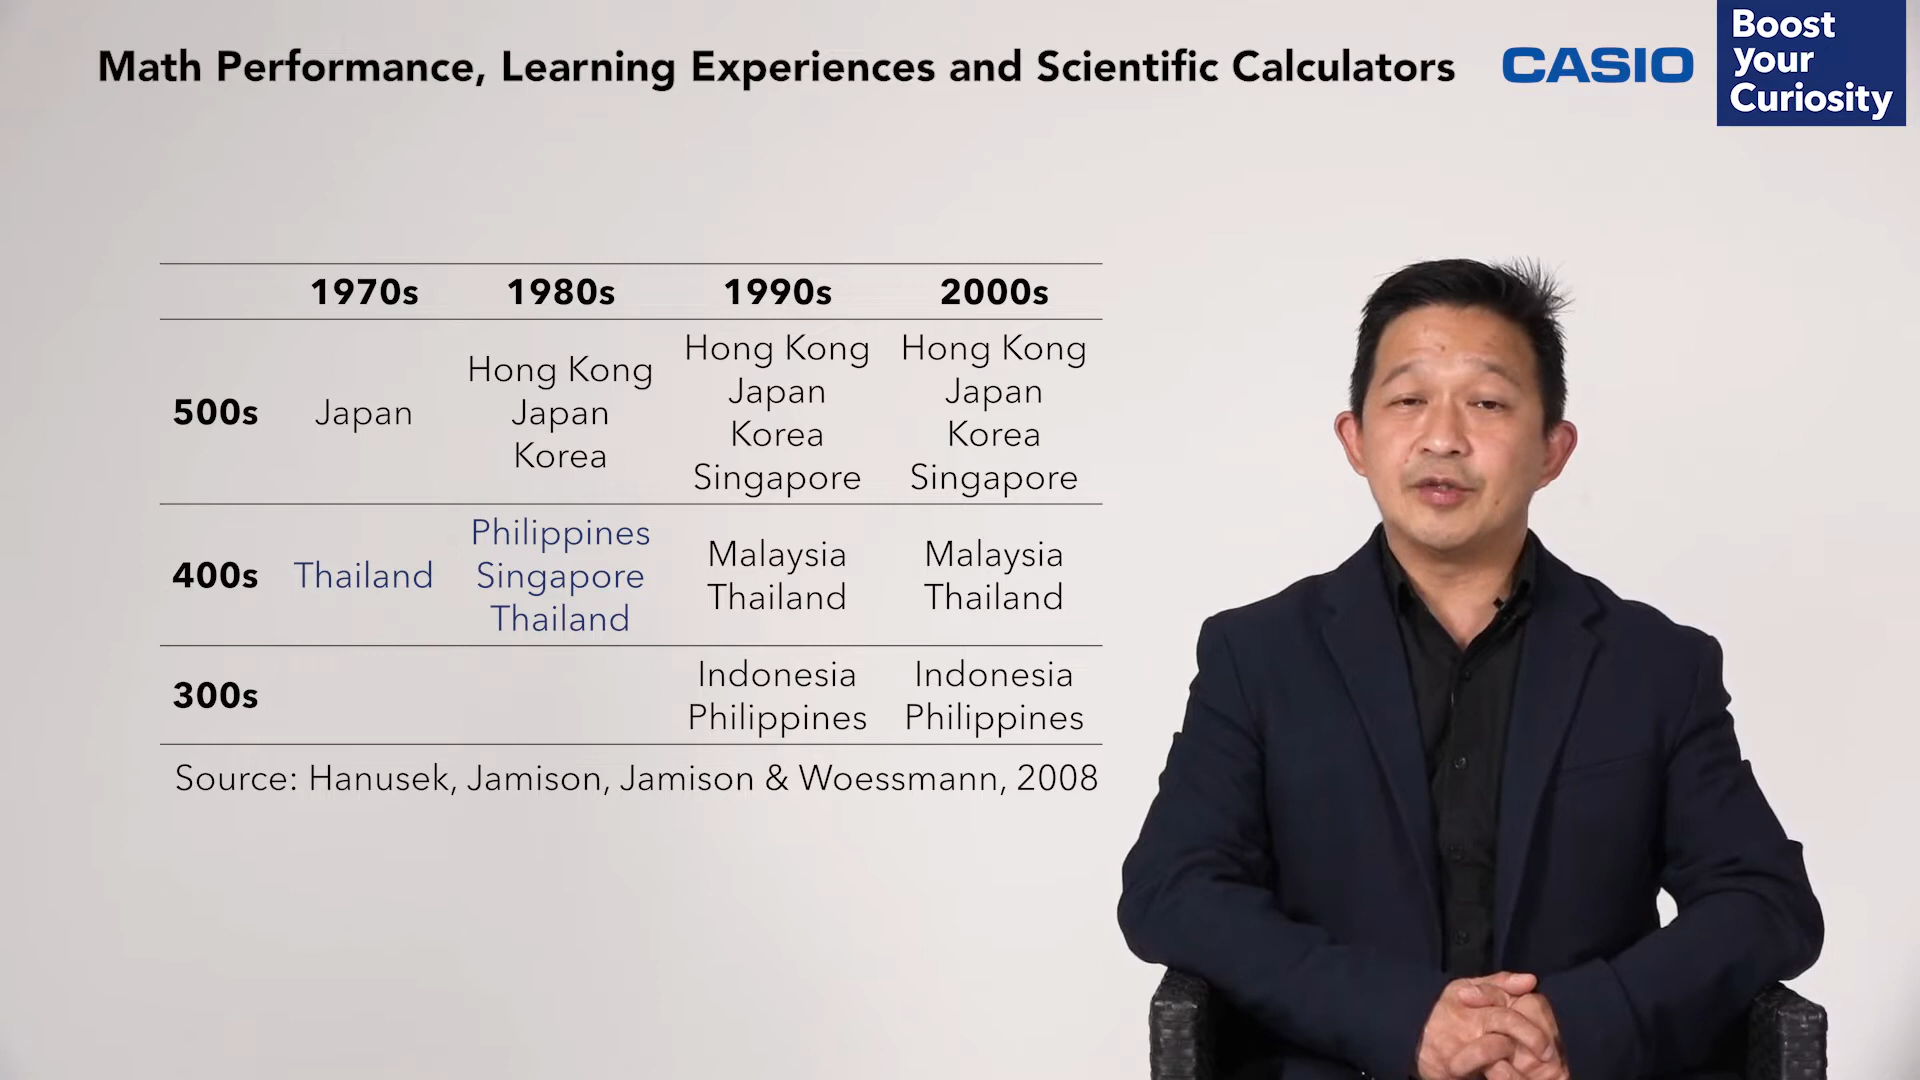 Math Performance, Learning Experiences and Scientific Calculators
CASIO
Boost
Your
Curiosity
1970s 1980s 1990s 2000s
500s
Japan
Hong Kong
Japan
Korea
Hong Kong
Japan
Korea
Singapore
Hong Kong
Japan
Korea
Singapore
400s
Thailand
Philippines
Singapore
Thailand
Malaysia
Thailand
Malaysia
Thailand
300s
Indonesia
Philippines
Indonesia
Philippines
Source: Hanusek, Jamison, Jamison & Woessmann, 2008